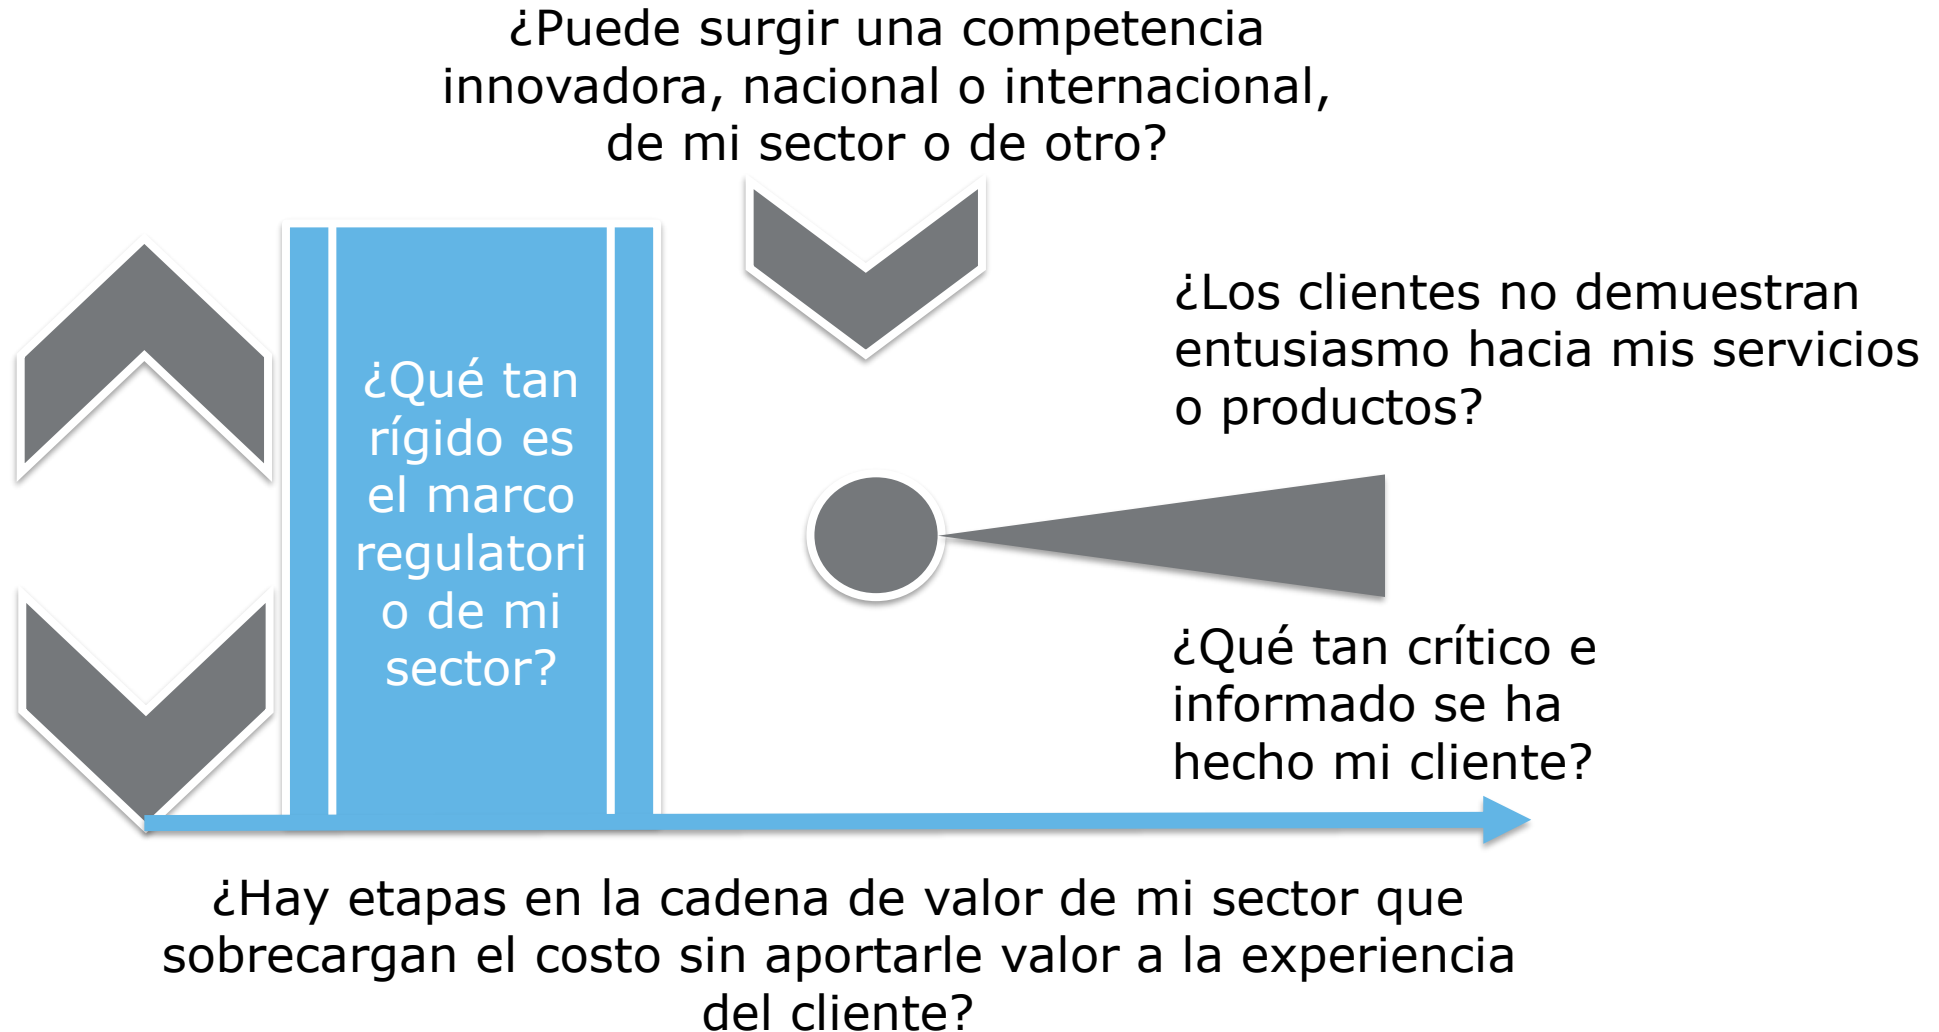 ¿Puede surgir una competencia
innovadora, nacional o internacional,
de mi sector o de otro?
¿Qué tan
rígido es
el marco
regulatori
o de mi
sector?
¿Los clientes no demuestran
entusiasmo hacia mis servicios
o productos?
¿Qué tan crítico e
informado se ha
hecho mi cliente?
¿Hay etapas en la cadena de valor de mi sector que
sobrecargan el costo sin aportarle valor a la experiencia
del cliente?